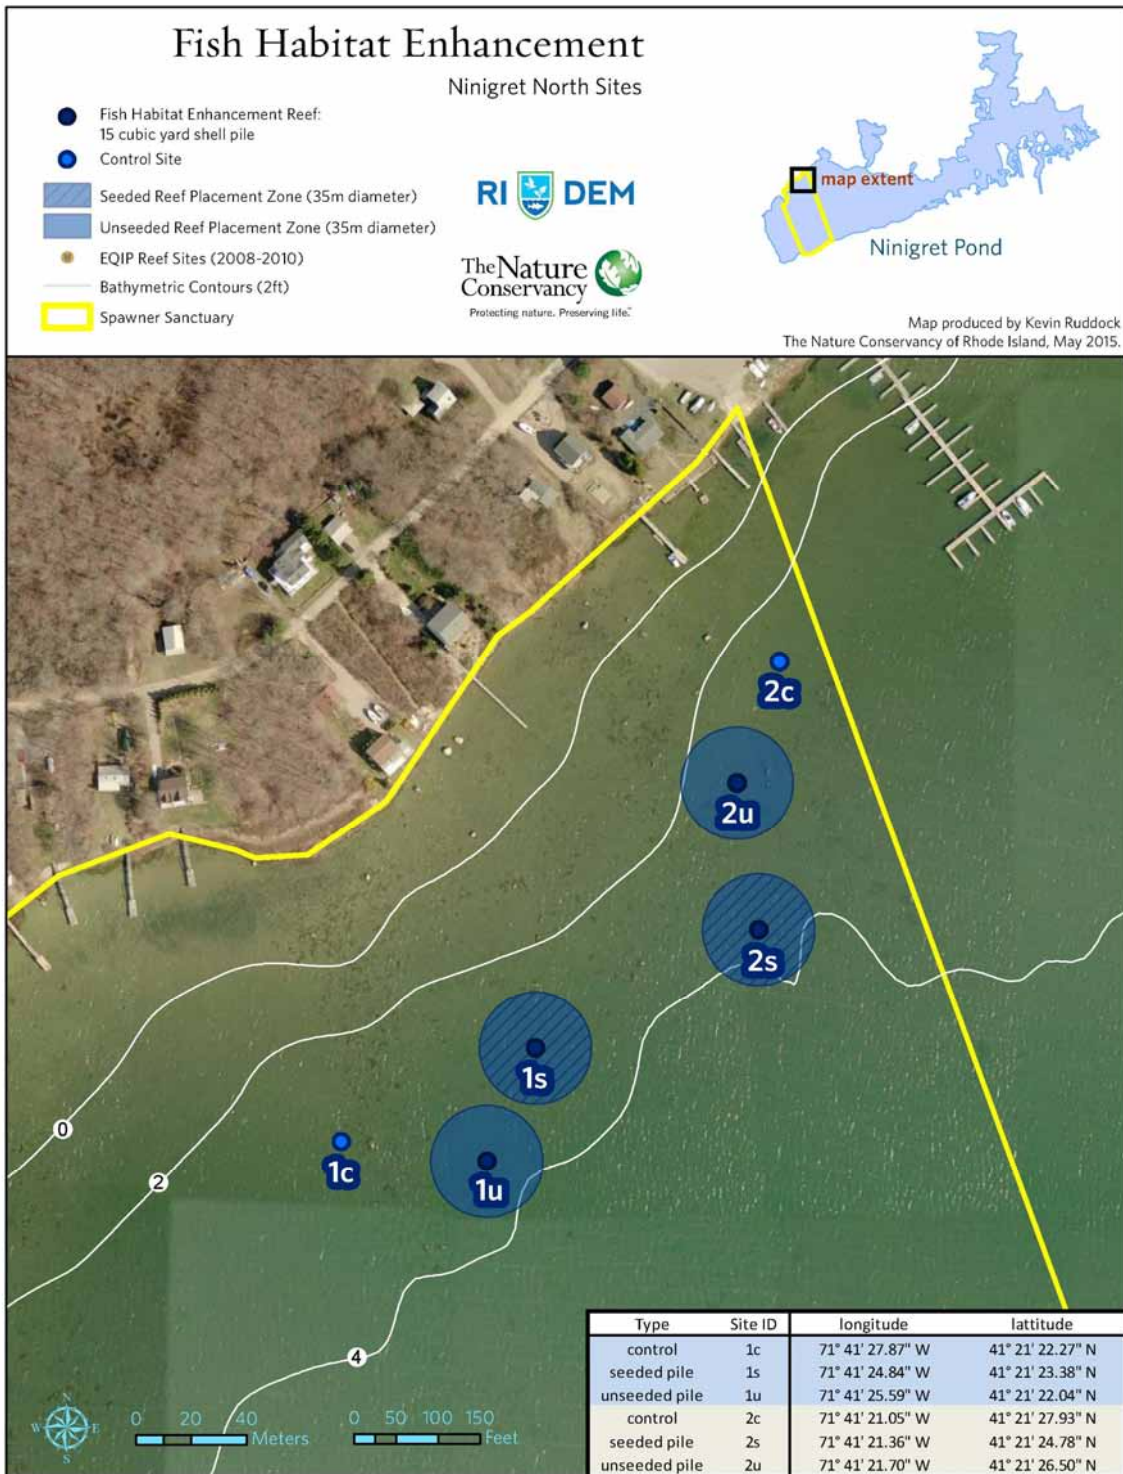 Fish Habitat Enhancement
Ninigret North Sites
Fish Habitat Enhancement Reef:
15 cubic yard shell pile
Control Site
Seeded Reef Placement Zone (35m diameter)
Unseeded Reef Placement Zone (35m diameter)
EQIP Reef Sites (2008-2010)
Bathymetric Contours (2ft)
Spawner Sanctuary
RI DEM
The Nature
Conservancy
Protecting nature. Preserving life.™
map extent
Ninigret Pond
Map produced by Kevin Ruddock
The Nature Conservancy of Rhode Island, May 2015.
2c
2u
2s
1s
1c
1u
0
2
4
N
W E
S
0 20 40
Meters
0 50 100 150
Feet
Type Site ID longitude lattitude
control 1c 71° 41' 27.87" W 41° 21' 22.27" N
seeded pile 1s 71° 41' 24.84" W 41° 21' 23.38" N
unseeded pile 1u 71° 41' 25.59" W 41° 21' 22.04" N
control 2c 71° 41' 21.05" W 41° 21' 27.93" N
seeded pile 2s 71° 41' 21.36" W 41° 21' 24.78" N
unseeded pile 2u 71° 41' 21.70" W 41° 21' 26.50" N